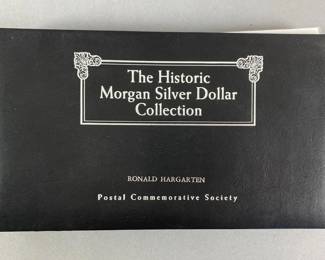 The Historic
Morgan Silver Dollar
Collection
RONALD HARGARTEN
Postal Commemorative Society